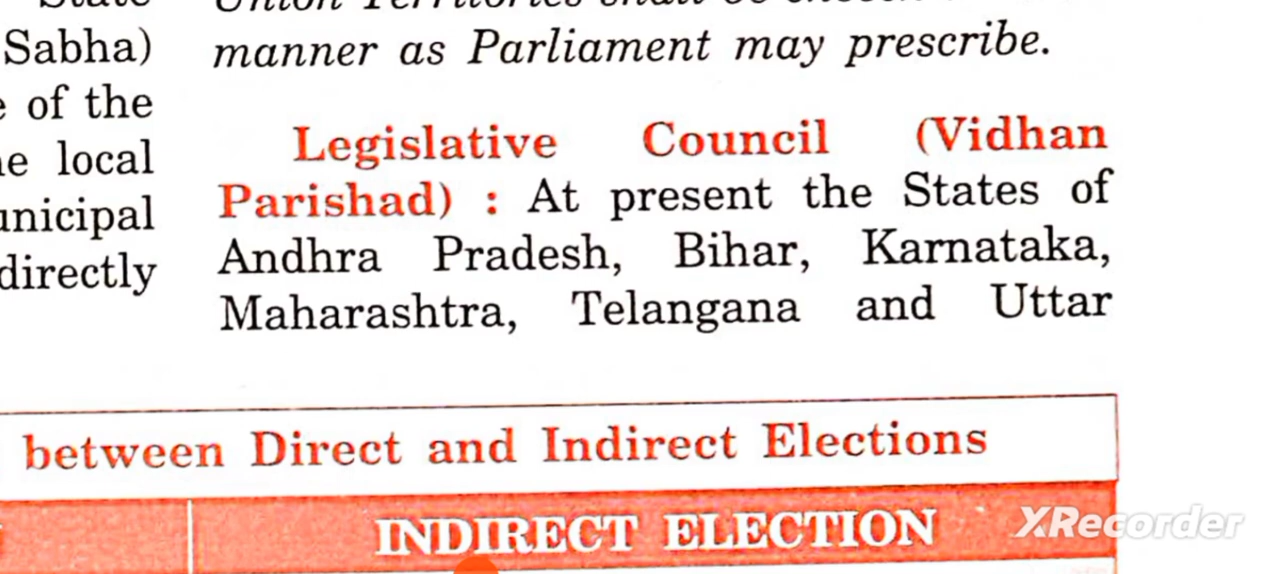 State
Sabha)
of the
local
directly
manner as Parliament may prescribe.
Legislative Council (Vidhan
Parishad) : At present the States of
Andhra Pradesh, Bihar, Karnataka,
Maharashtra, Telangana and Uttar
between Direct and Indirect Elections
INDIRECT ELECTION
XRecorder